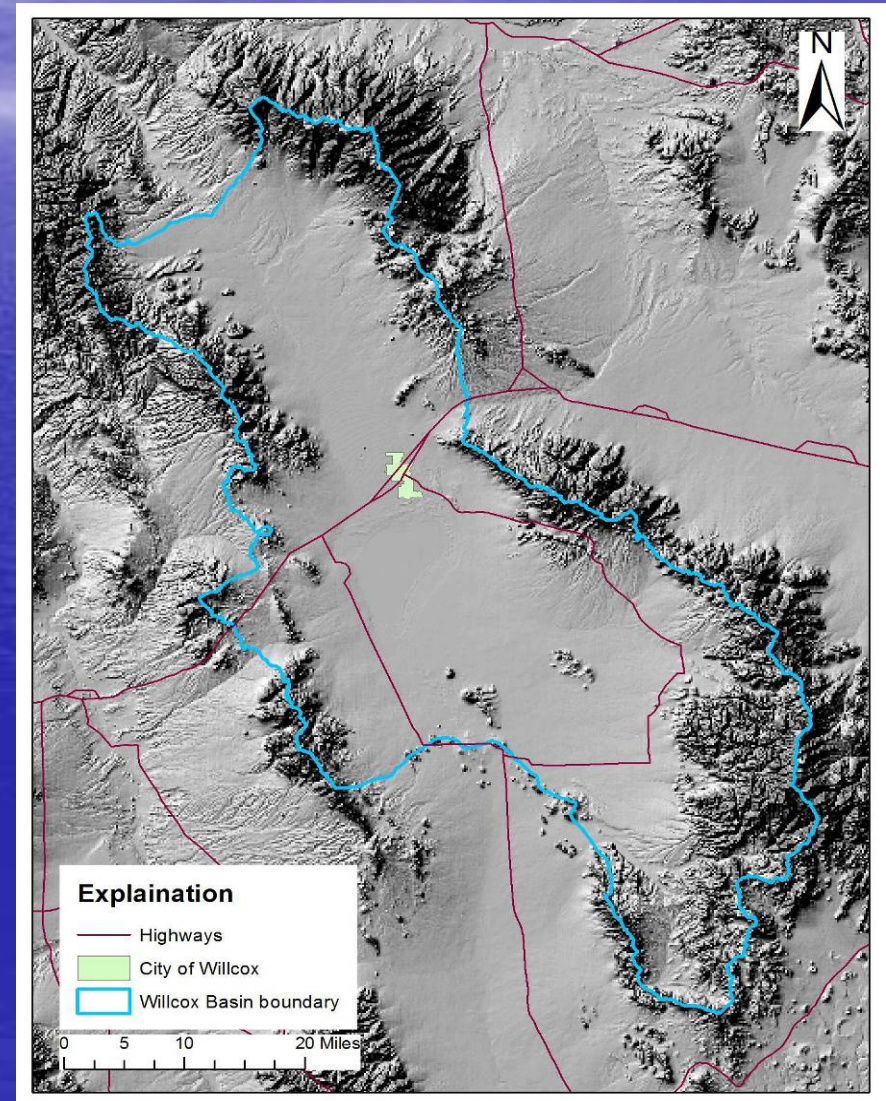 N
Explaination
Highways
City of Willcox
Willcox Basin boundary
0 5 10 20 Miles